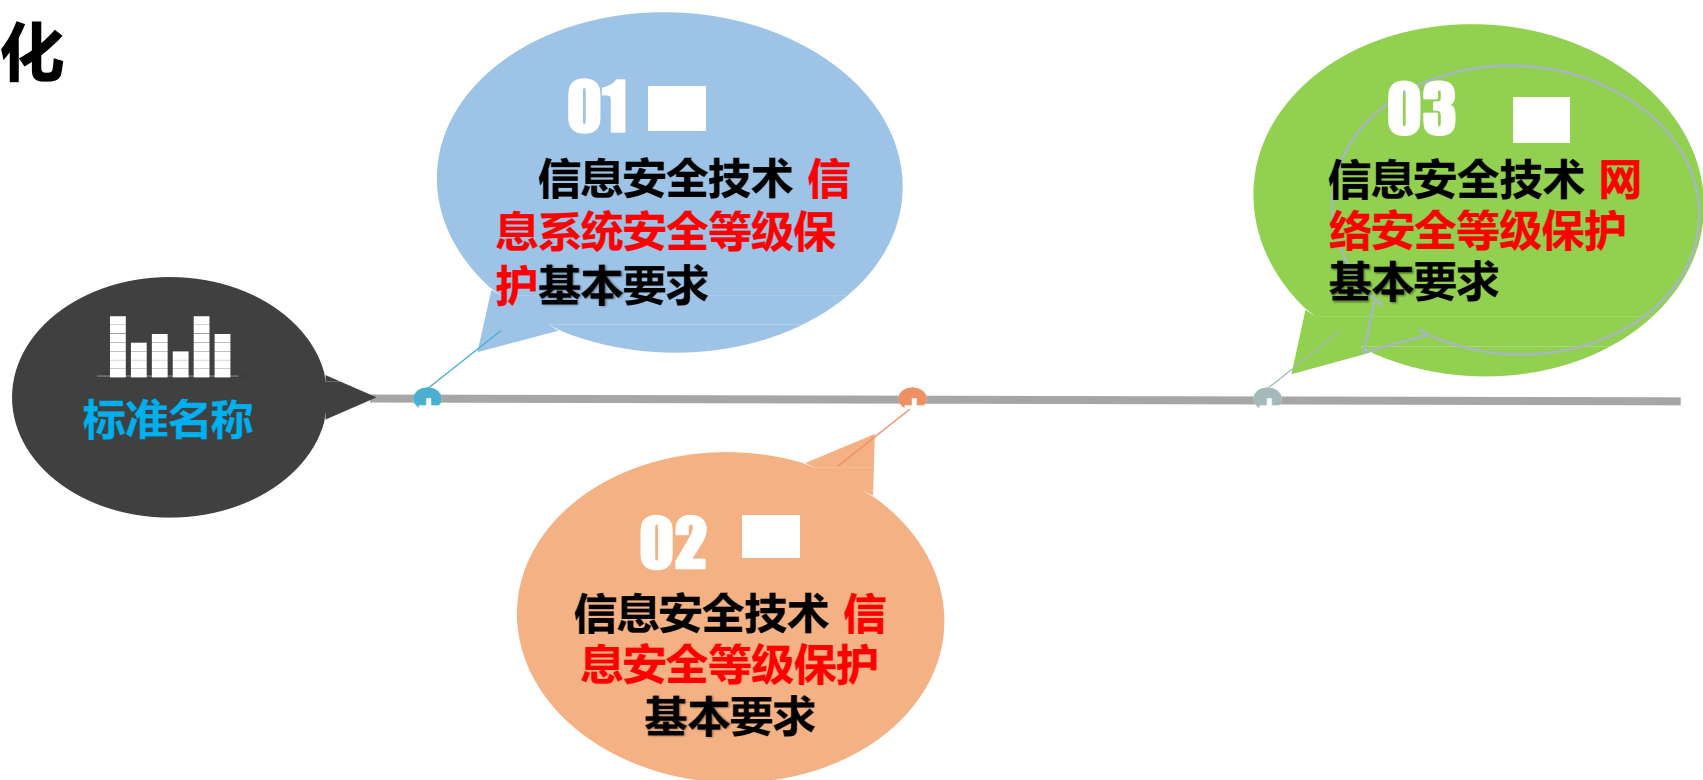 化
01
信息安全技术 信
息系统安全等级保
护基本要求
03
信息安全技术 网
络安全等级保护
基本要求
标准名称
02
信息安全技术 信
息安全等级保护
基本要求